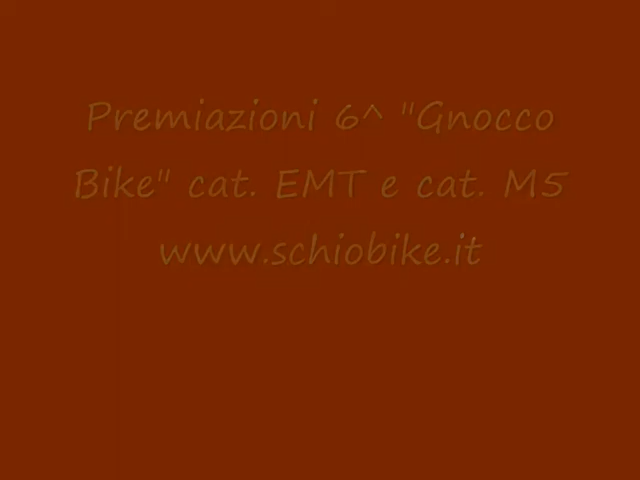 Premiazioni 6^ "Gnocco
Bike" cat. EMT e cat. M5
www.schiobike.it